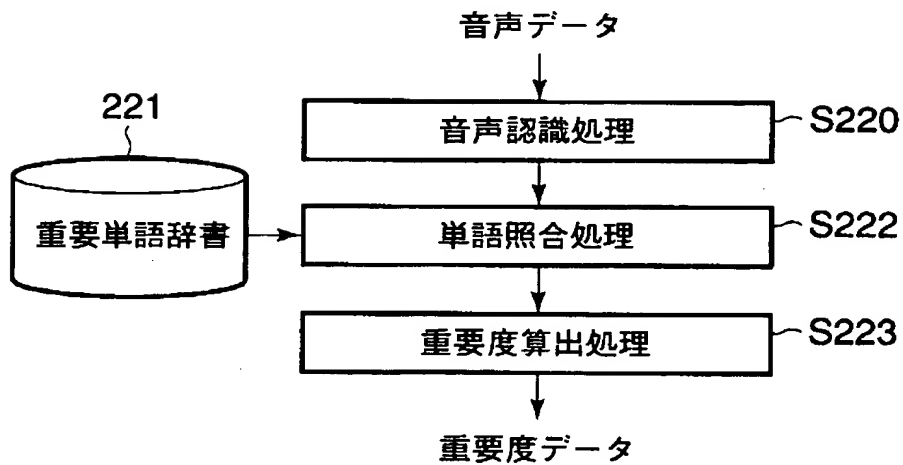 音声データ
221
音声認識処理
S220
重要単語辞書
単語照合処理
S222
重要度算出処理
S223
重要度データ